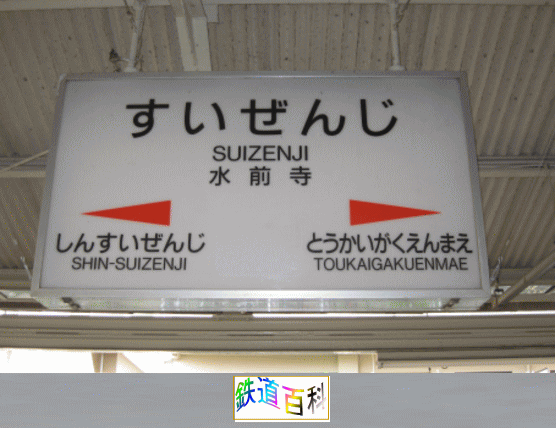 すいぜんじ
SUIZENJI
水前寺
しんすいぜんじ
SHIN-SUIZENJI
とうかいがくえんまえ
TOUKAIGAKUENMAE
鉄道百科